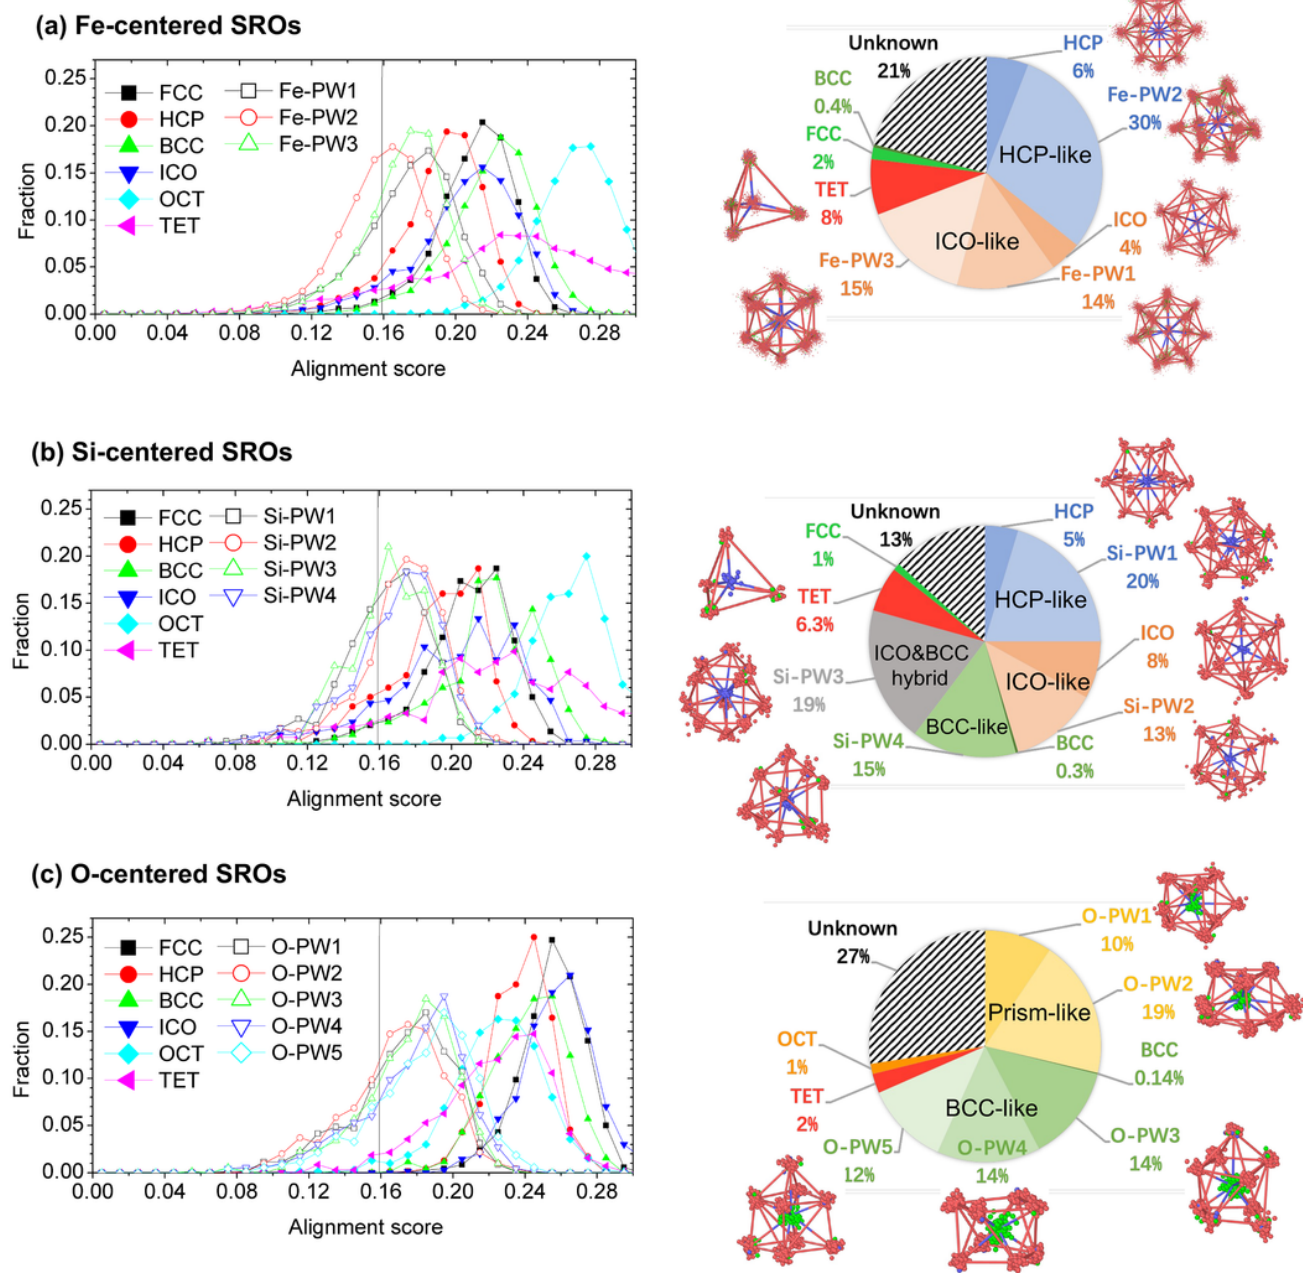 (a) Fe-centered SROs
0.25
0.20
0.15
0.10
0.05
0.00
Fraction
FCC
HCP
BCC
ICO
OCT
TET
Fe-PW1
Fe-PW2
Fe-PW3
0.00 0.04 0.08 0.12 0.16 0.20 0.24 0.28
Alignment score
Unknown
21%
HCP
6%
BCC
0.4%
Fe-PW2
30%
FCC
2%
HCP-like
TET
8%
ICO
4%
ICO-like
Fe-PW3
15%
Fe-PW1
14%
(b) Si-centered SROs
0.25
0.20
0.15
0.10
0.05
0.00
Fraction
FCC
HCP
BCC
ICO
OCT
TET
Si-PW1
Si-PW2
Si-PW3
Si-PW4
0.00 0.04 0.08 0.12 0.16 0.20 0.24 0.28
Alignment score
Unknown
13%
HCP
5%
FCC
1%
Si-PW1
20%
TET
6.3%
HCP-like
ICO
8%
ICO&BCC
hybrid
ICO-like
Si-PW3
19%
Si-PW2
13%
BCC-like
Si-PW4
15%
BCC
0.3%
(c) O-centered SROs
0.25
0.20
0.15
0.10
0.05
0.00
Fraction
FCC
HCP
BCC
ICO
OCT
TET
O-PW1
O-PW2
O-PW3
O-PW4
O-PW5
0.00 0.04 0.08 0.12 0.16 0.20 0.24 0.28
Alignment score
Unknown
27%
O-PW1
10%
O-PW2
19%
Prism-like
OCT
1%
BCC
0.14%
TET
2%
BCC-like
O-PW5
12%
O-PW4
14%
O-PW3
14%